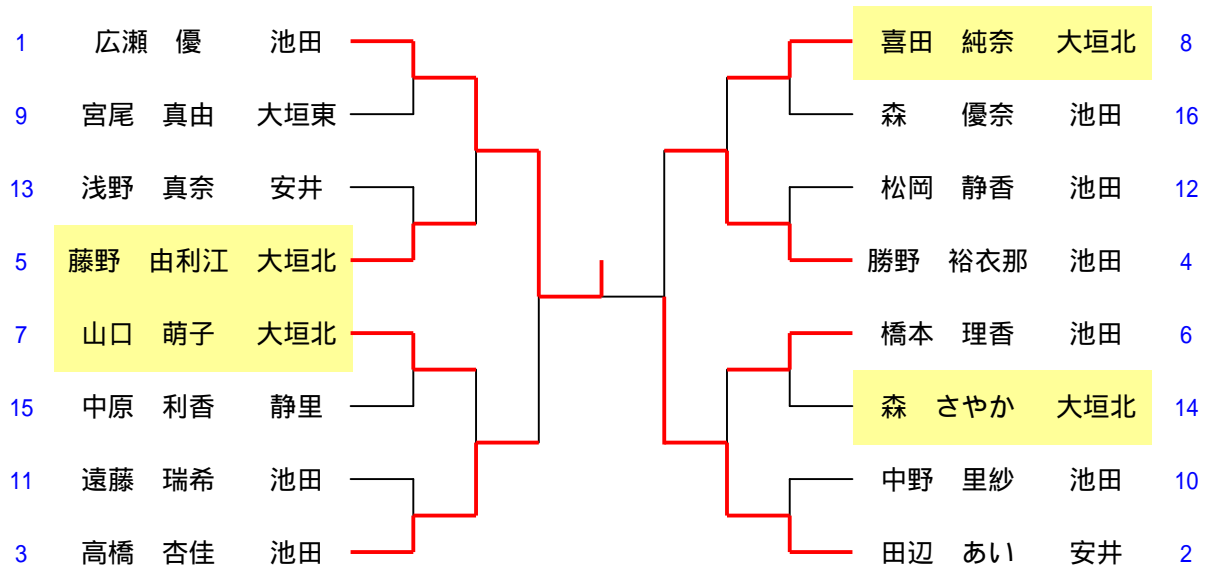 1 広瀬 優 池田
9 宮尾 真由 大垣東
13 浅野 真奈 安井
5 藤野 由利江 大垣北
7 山口 萌子 大垣北
15 中原 利香 静里
11 遠藤 瑞希 池田
3 高橋 杏佳 池田
喜田 純奈 大垣北 8
森 優奈 池田 16
松岡 静香 池田 12
勝野 裕衣那 池田 4
橋本 理香 池田 6
森 さやか 大垣北 14
中野 里紗 池田 10
田辺 あい 安井 2